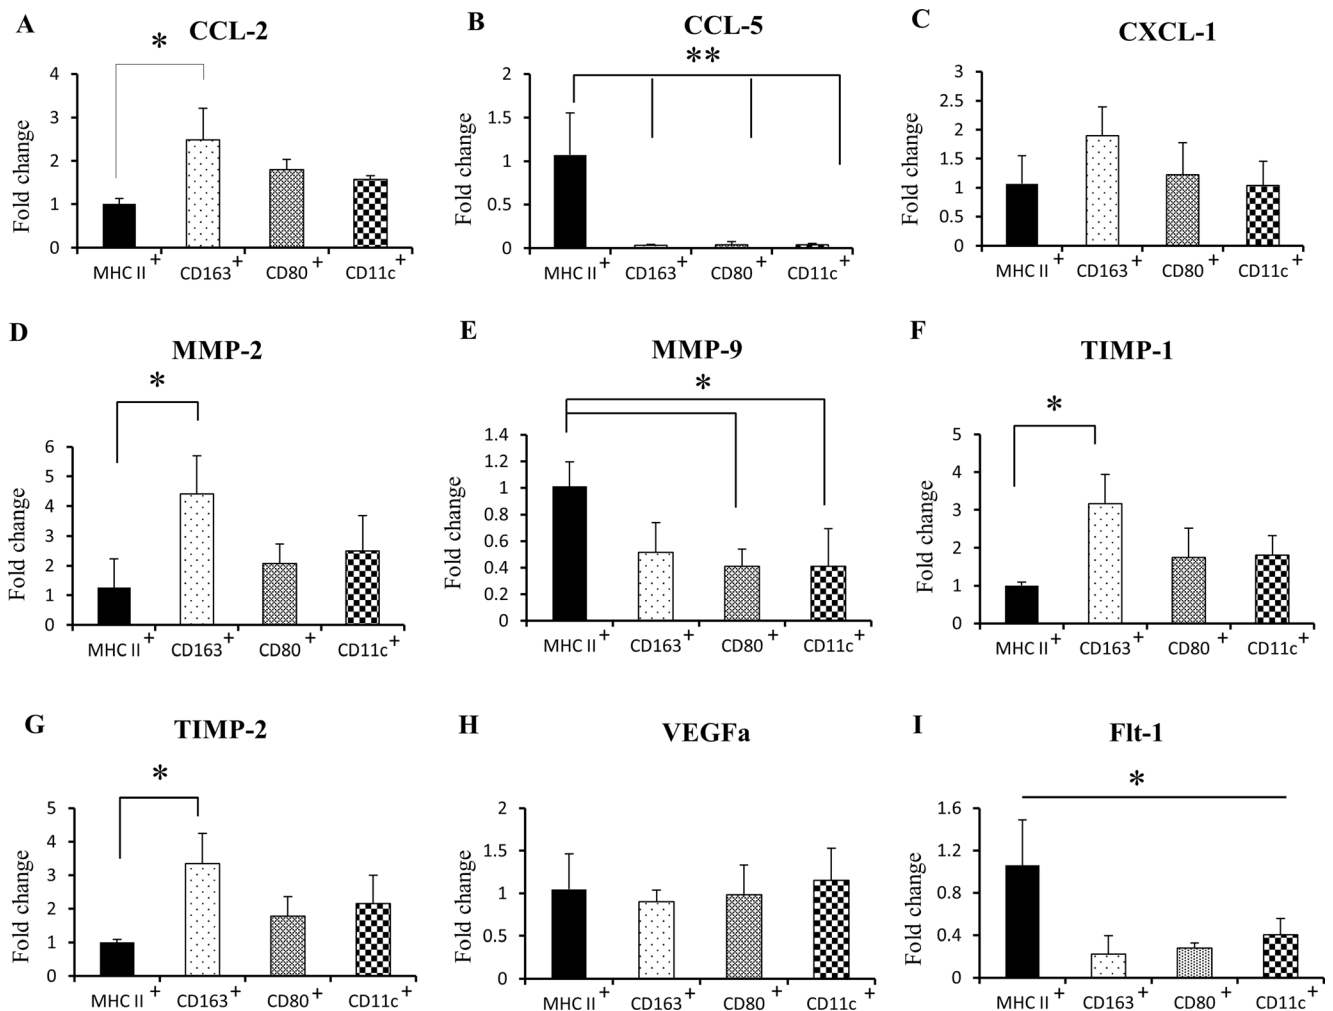 A
CCL-2
*
Fold change
4
3
2
1
0
MHC II + CD163 + CD80 + CD11c +
B
CCL-5
**
Fold change
2
1.5
1
0.5
0
MHC II + CD163 + CD80 + CD11c +
C
CXCL-1
Fold change
3
2.5
2
1.5
1
0.5
0
MHC II + CD163 + CD80 + CD11c +
D
MMP-2
*
Fold change
6
5
4
3
2
1
0
MHC II + CD163 + CD80 + CD11c +
E
MMP-9
*
Fold change
1.4
1.2
1
0.8
0.6
0.4
0.2
0
MHC II + CD163 + CD80 + CD11c +
F
TIMP-1
*
Fold change
5
4
3
2
1
0
MHC II + CD163 + CD80 + CD11c +
G
TIMP-2
*
Fold change
5
4
3
2
1
0
MHC II + CD163 + CD80 + CD11c +
H
VEGFa
Fold change
2
1.5
1
0.5
0
MHC II + CD163 + CD80 + CD11c +
I
Flt-1
*
Fold change
1.6
1.2
0.8
0.4
0
MHC II + CD163 + CD80 + CD11c +